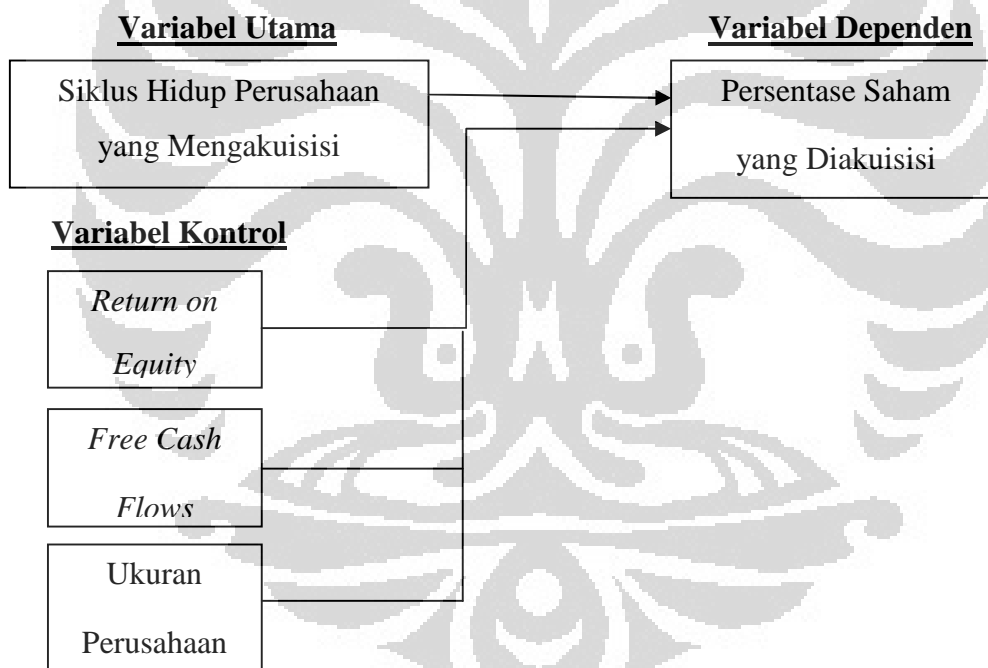 Variabel Utama
Variabel Dependen
Siklus Hidup Perusahaan
yang Mengakuisisi
Persentase Saham
yang Diakuisisi
Variabel Kontrol
Return on
Equity
Free Cash
Flows
Ukuran
Perusahaan